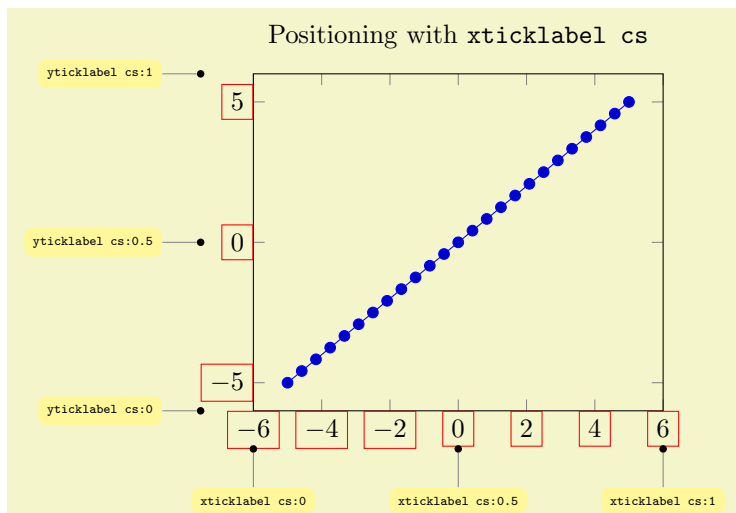 Positioning with xticklabel cs
yticklabel cs:1
5
yticklabel cs:0.5
0
−5
yticklabel cs:0
−6 −4 −2 0 2 4 6
xticklabel cs:0 xticklabel cs:0.5 xticklabel cs:1